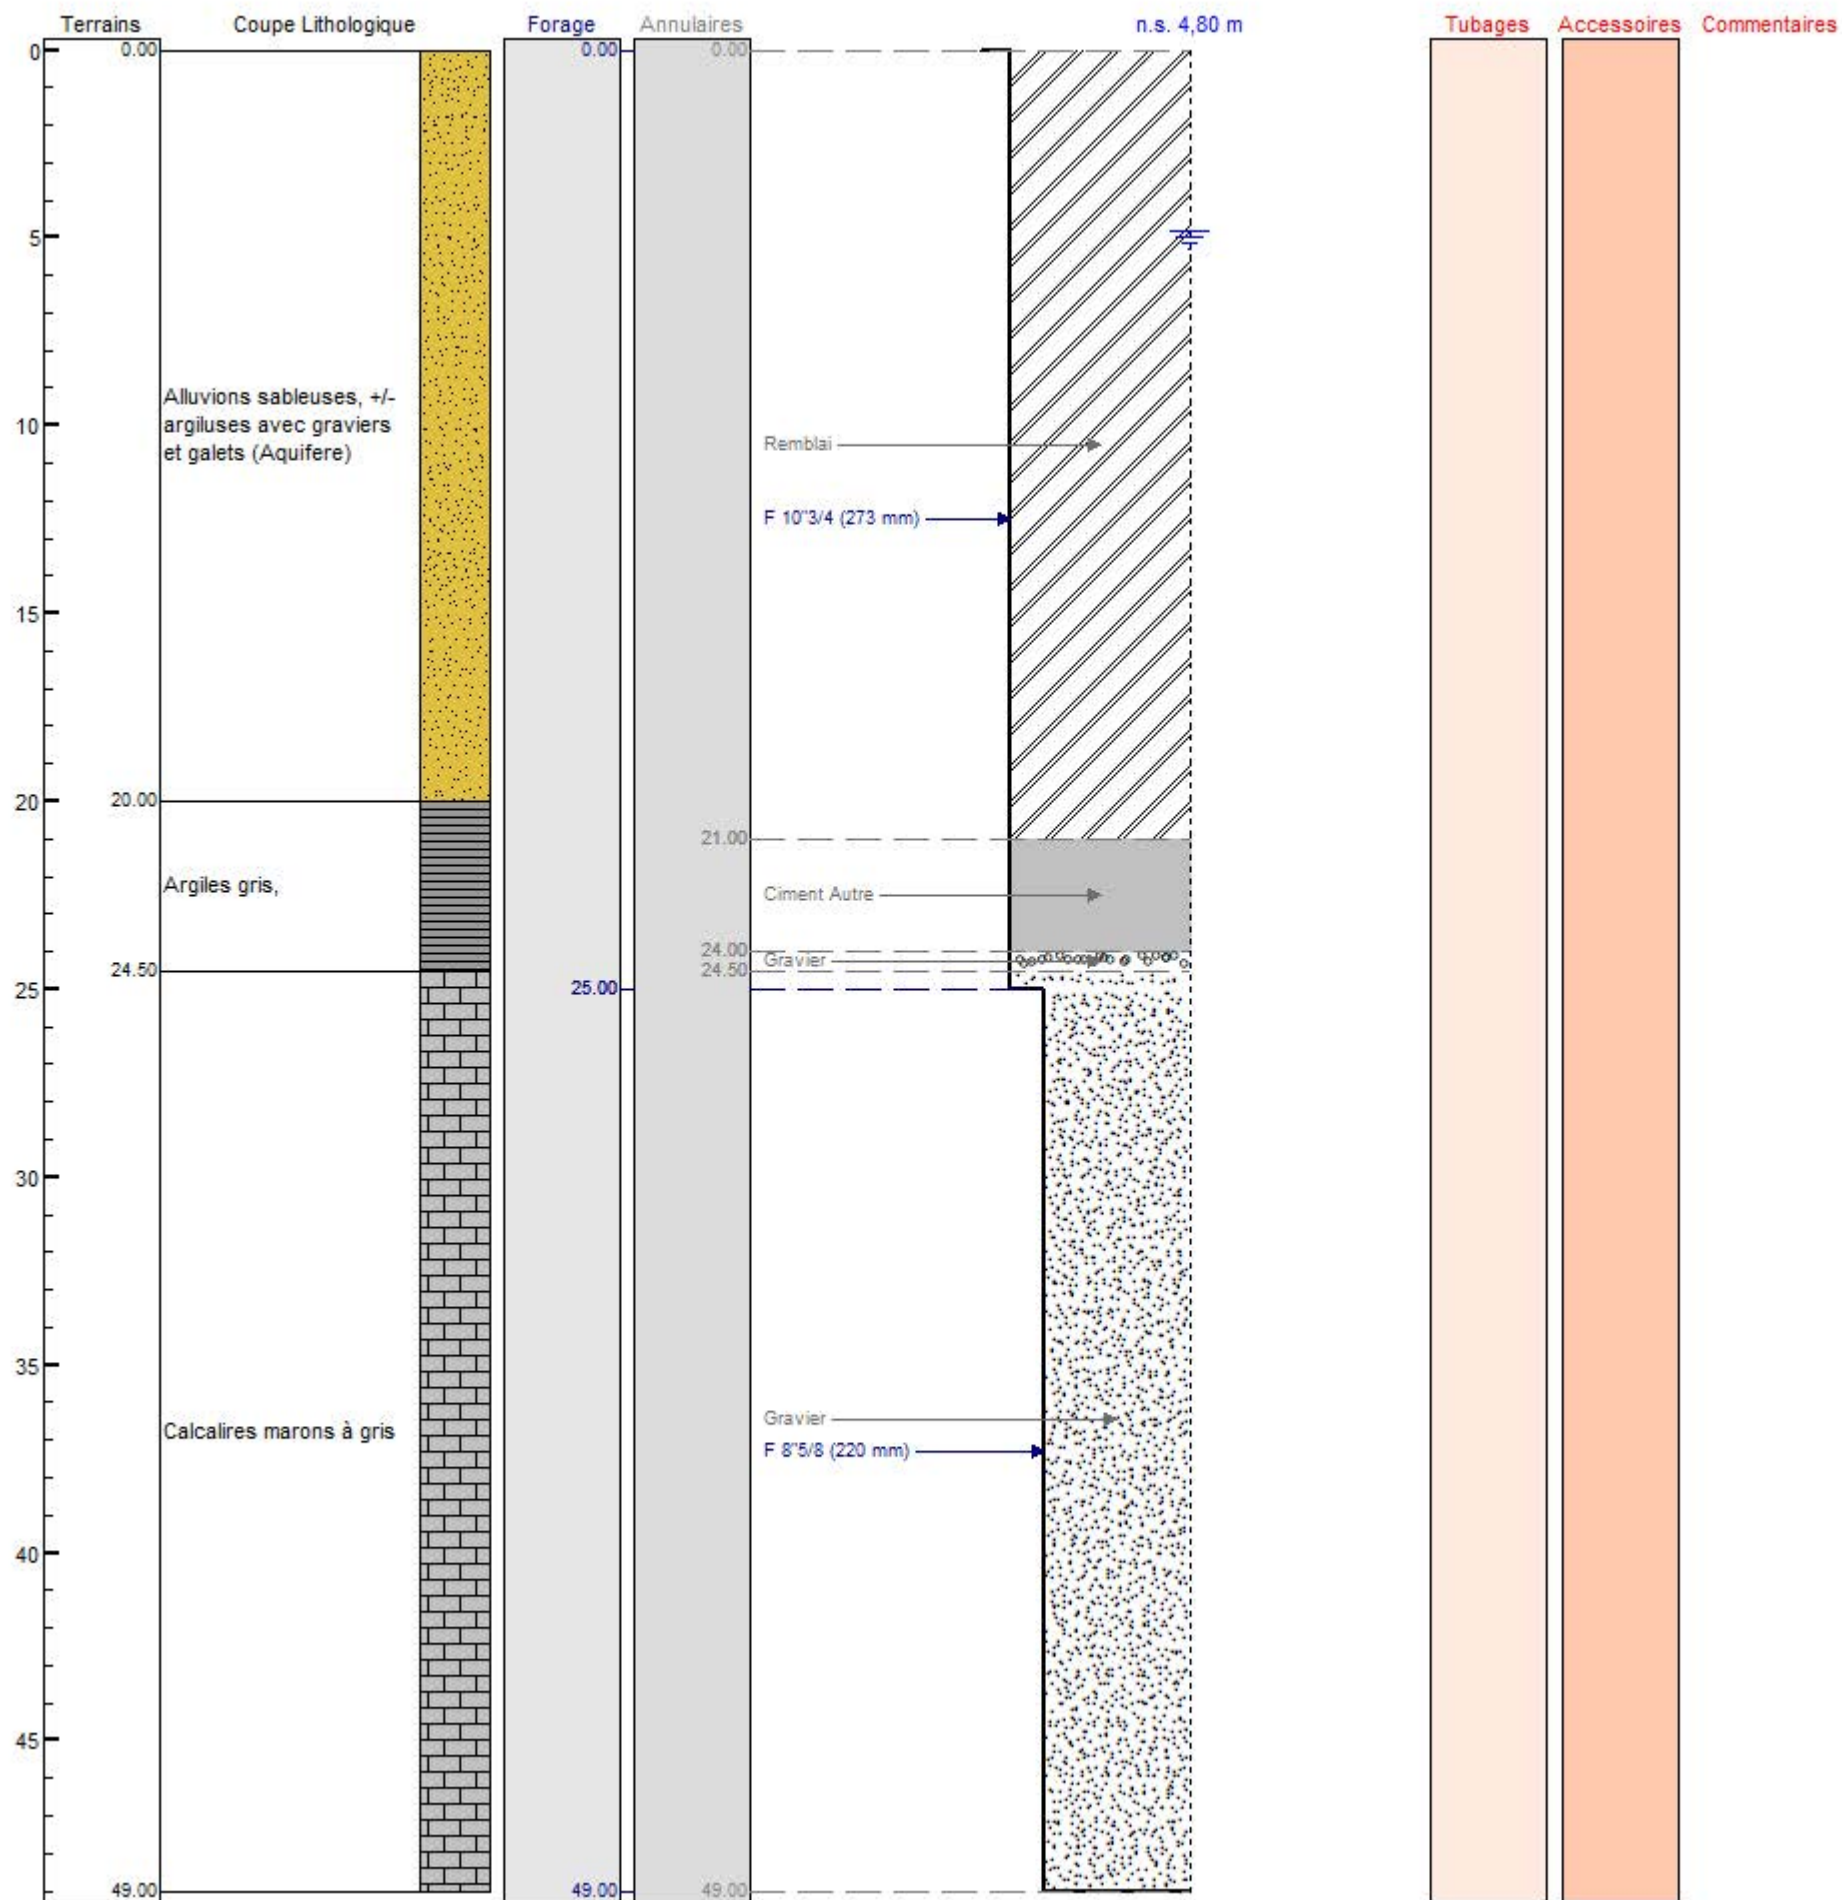 Terrains Coupe Lithologique Forage Annulaires n.s. 4,80 m Tubages Accessoires Commentaires
0 0.00 0.00 0.00
5
Alluvions sableuses, +/-
10 argiluses avec graviers
et galets (Aquifere)
Remblai
F 10"3/4 (273 mm)
15
20 20.00
21.00
Argiles gris,
Ciment Autre
24.00
Gravier
24.50 24.50
25 25.00
30
35
Gravier
Calcalires marons à gris
F 8"5/8 (220 mm)
40
45
49.00 49.00 49.00